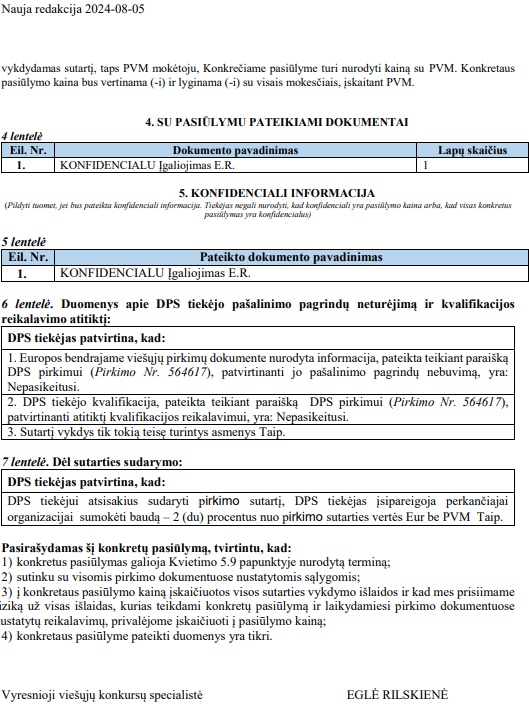 Nauja redakcija 2024-08-05
vykdydamas sutartį, taps PVM mokėtoju, Konkrečiame pasiūlyme turi nurodyti kainą su PVM. Konkretaus
pasiūlymo kaina bus vertinama (-i) ir lyginama (-i) su visais mokesčiais, įskaitant PVM.
4. SU PASIŪLYMU PATEIKIAMI DOKUMENTAI
4 lentelė
Eil. Nr. Dokumento pavadinimas Lapų skaičius
1. KONFIDENCIALU Įgaliojimas E.R. 1
5. KONFIDENCIALI INFORMACIJA
(Pildyti tuomet, jei bus pateikta konfidenciali informacija. Tiekėjas negali nurodyti, kad konfidenciali yra pasiūlymo kaina arba, kad visas konkretus
pasiūlymas yra konfidencialus)
5 lentelė
Eil. Nr. Pateikto dokumento pavadinimas
1. KONFIDENCIALU Įgaliojimas E.R.
6 lentelė. Duomenys apie DPS tiekėjo pašalinimo pagrindų neturėjimą ir kvalifikacijos
reikalavimo atitiktį:
DPS tiekėjas patvirtina, kad:
1. Europos bendrajame viešųjų pirkimų dokumente nurodyta informacija, pateikta teikiant paraišką
DPS pirkimui (Pirkimo Nr. 564617), patvirtinanti jo pašalinimo pagrindų nebuvimą, yra:
Nepasikeitusi.
2. DPS tiekėjo kvalifikacija, pateikta teikiant paraišką DPS pirkimui (Pirkimo Nr. 564617),
patvirtinanti atitiktį kvalifikacijos reikalavimui, yra: Nepasikeitusi.
3. Sutartį vykdys tik tokią teisę turintys asmenys Taip.
7 lentelė. Dėl sutarties sudarymo:
DPS tiekėjas patvirtina, kad:
DPS tiekėjui atsisakius sudaryti pirkimo sutartį, DPS tiekėjas įsipareigoja perkančiajai
organizacijai sumokėti baudą – 2 (du) procentus nuo pirkimo sutarties vertės Eur be PVM Taip.
Pasirašydamas šį konkretų pasiūlymą, tvirtintu, kad:
1) konkretus pasiūlymas galioja Kvietimo 5.9 papunktyje nurodytą terminą;
2) sutinku su visomis pirkimo dokumentuose nustatytomis sąlygomis;
3) į konkretaus pasiūlymo kainą įskaičiuotos visos sutarties vykdymo išlaidos ir kad mes prisiimame
iziką už visas išlaidas, kurias teikdami konkretų pasiūlymą ir laikydamiesi pirkimo dokumentuose
ustatytų reikalavimų, privalėjome įskaičiuoti į pasiūlymo kainą;
4) konkretaus pasiūlyme pateikti duomenys yra tikri.
Vyresnioji viešųjų konkursų specialistė EGLĖ RILSKIENĖ